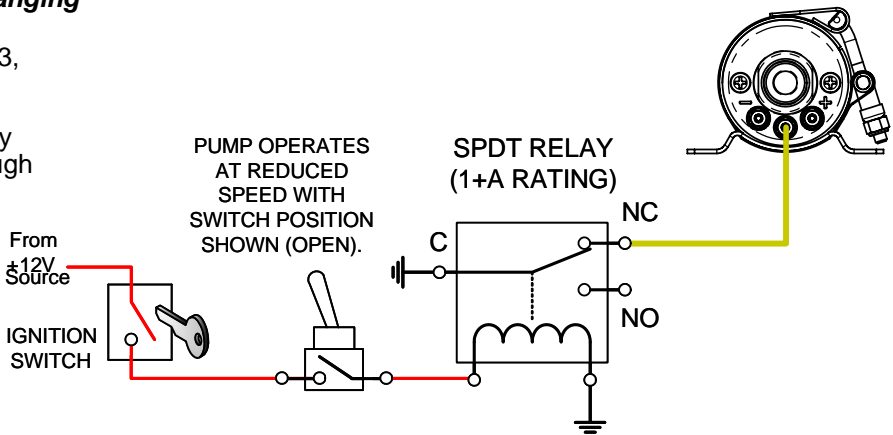 anging
3,
y
ugh
PUMP OPERATES
AT REDUCED
SPEED WITH
SWITCH POSITION
SHOWN (OPEN).
SPDT RELAY
(1+A RATING)
NC
C
NO
From
+12V
Source
IGNITION
SWITCH
- +